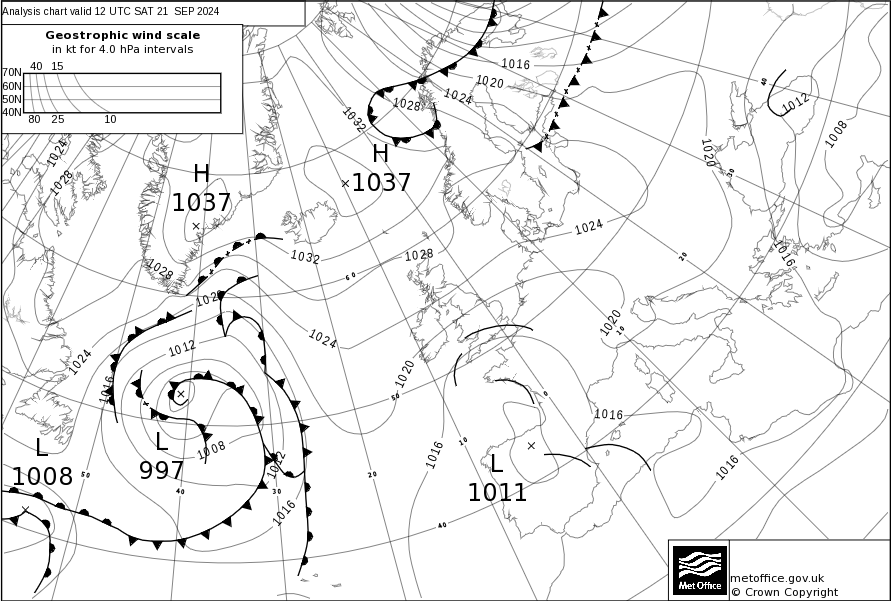 Analysis chart valid 12 UTC SAT 21 SEP 2024
Geostrophic wind scale
in kt for 4.0 hPa intervals
40 15
70N
60N
50N
40N
80 25 10
1016
1020
1024
1028
1032
1012
1008
1020
1024
1028
H
1037
H
1037
40
30
1024
1016
20
1032
1028
60
1028
1028
1024
1012
1020
1020
10
1024
1016
50
0
1016
L
1008
L
997
1008
1012
1016
10
L
1011
1016
50
40
30
20
1016
40
metoffice.gov.uk
© Crown Copyright
Met Office